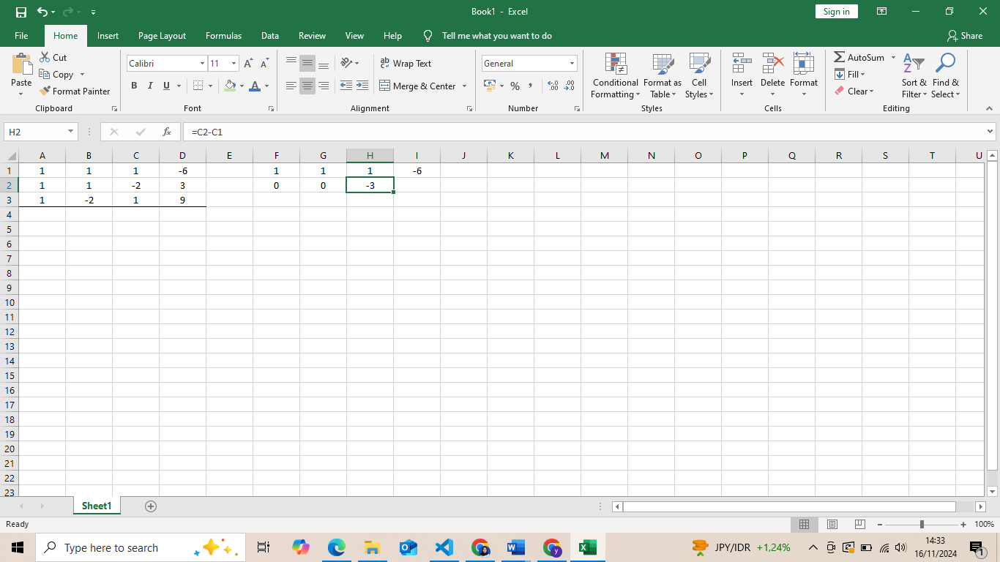 Book1 - Excel
Sign in
File Home Insert Page Layout Formulas Data Review View Help Tell me what you want to do Share
Paste
Cut
Copy
Format Painter
Clipboard
Calibri 11
B I U
Font
Wrap Text
Merge & Center
Alignment
General
Number
Conditional Formatting
Format as Table
Cell Styles
Styles
Insert Delete Format
Cells
AutoSum
Fill
Clear
Sort & Filter
Find & Select
Editing
H2 fx =C2-C1
A B C D E F G H I J K L M N O P Q R S T U
1 1 1 1 -6 1 1 1 -6
2 1 1 -2 3 0 0 -3
3 1 -2 1 9
4
5
6
7
8
9
10
11
12
13
14
15
16
17
18
19
20
21
22
23
Sheet1
Ready 100%
Type here to search
JPY/IDR +1,24%
14:33
16/11/2024
1